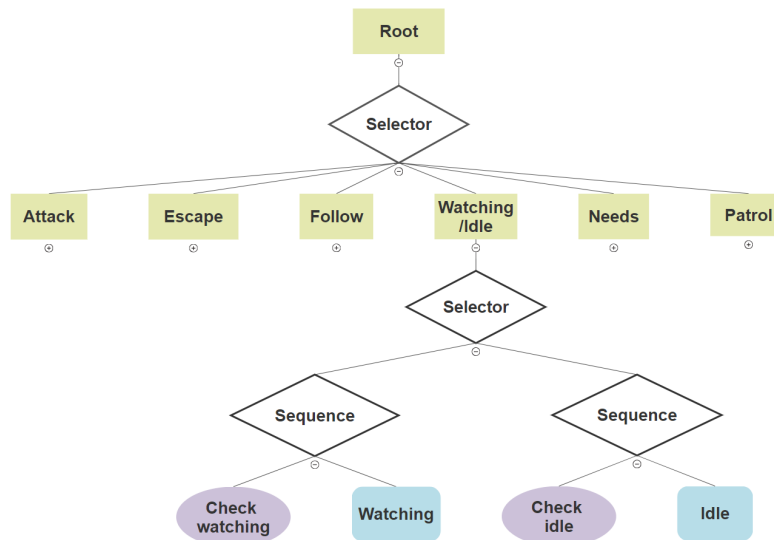 Root
Selector
Attack
Escape
Follow
Watching
/Idle
Needs
Patrol
Selector
Sequence
Sequence
Check
watching
Watching
Check
idle
Idle